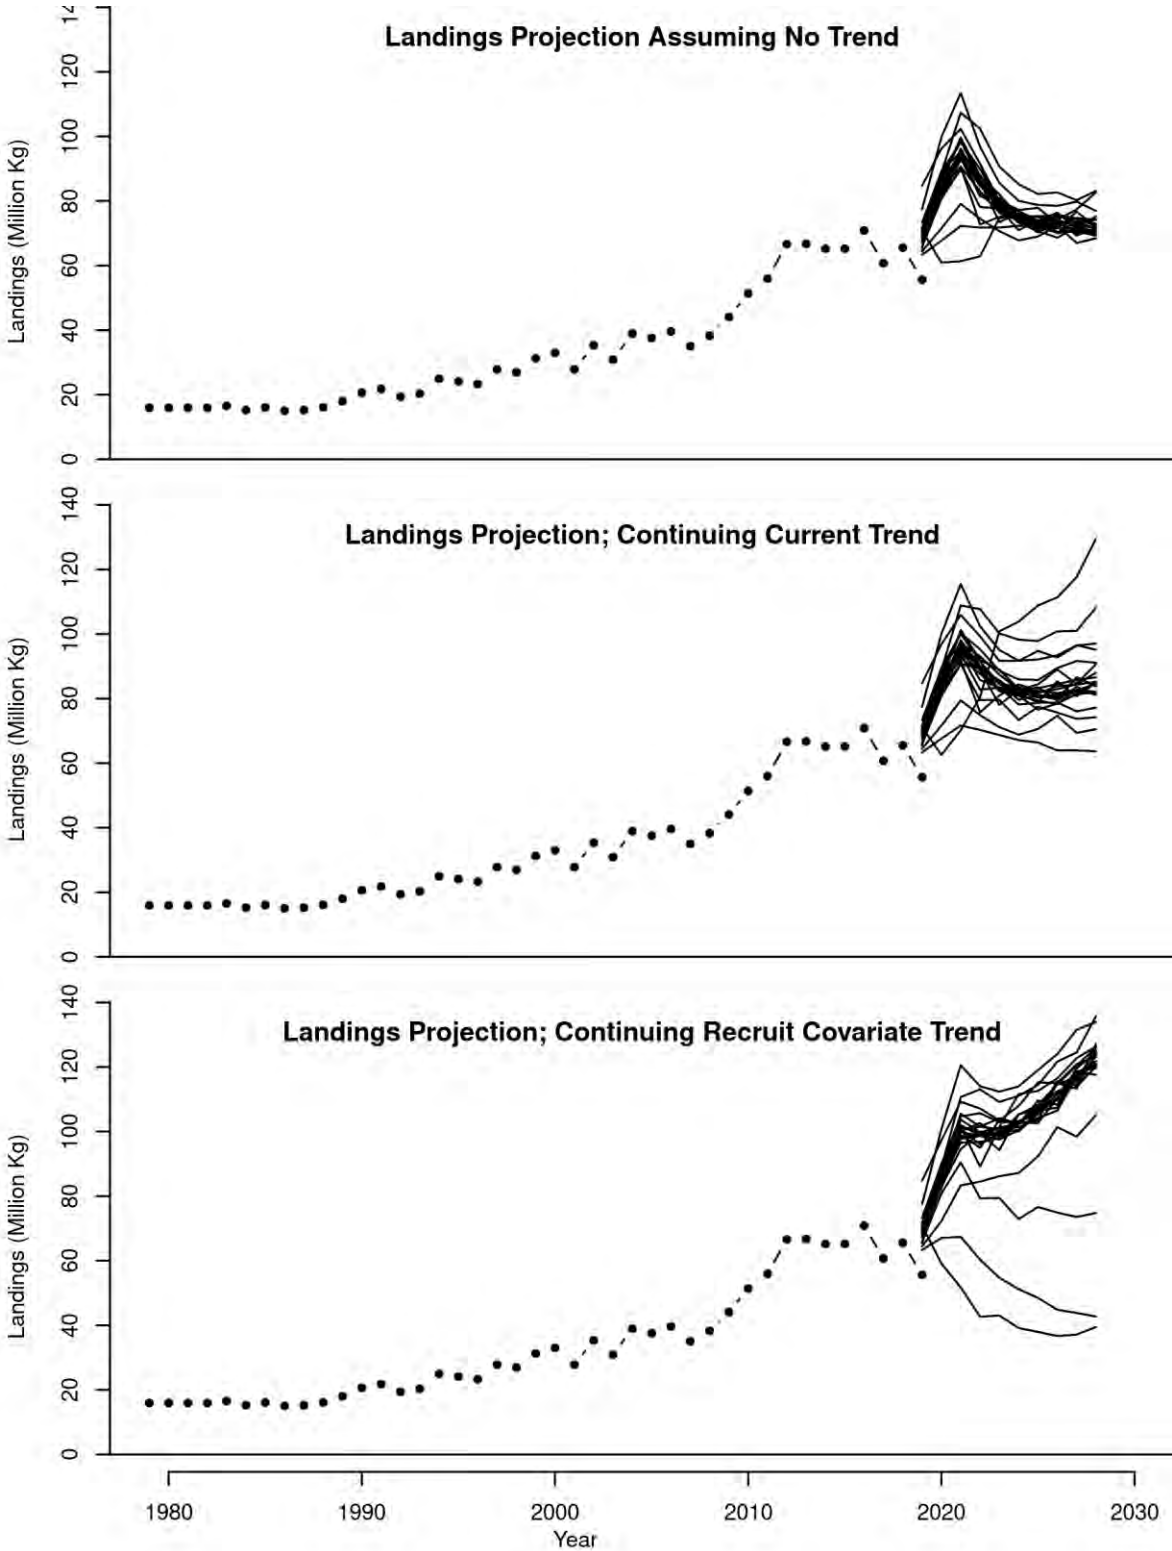 Landings Projection Assuming No Trend
Landings (Million Kg)
120
100
80
60
40
20
0
Landings Projection; Continuing Current Trend
Landings (Million Kg)
140
120
100
80
60
40
20
0
Landings Projection; Continuing Recruit Covariate Trend
Landings (Million Kg)
140
120
100
80
60
40
20
0
1980 1990 2000 2010 2020 2030
Year